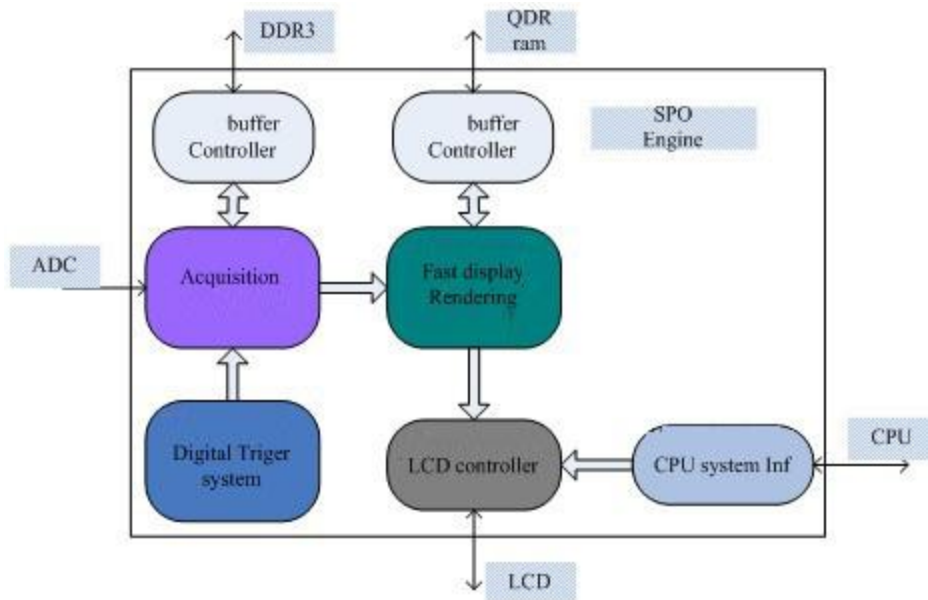 DDR3
QDR
ram
buffer
Controller
buffer
Controller
SPO
Engine
ADC
Acquisition
Fast display
Rendering
Digital Triger
system
LCD controller
CPU system Inf
CPU
LCD